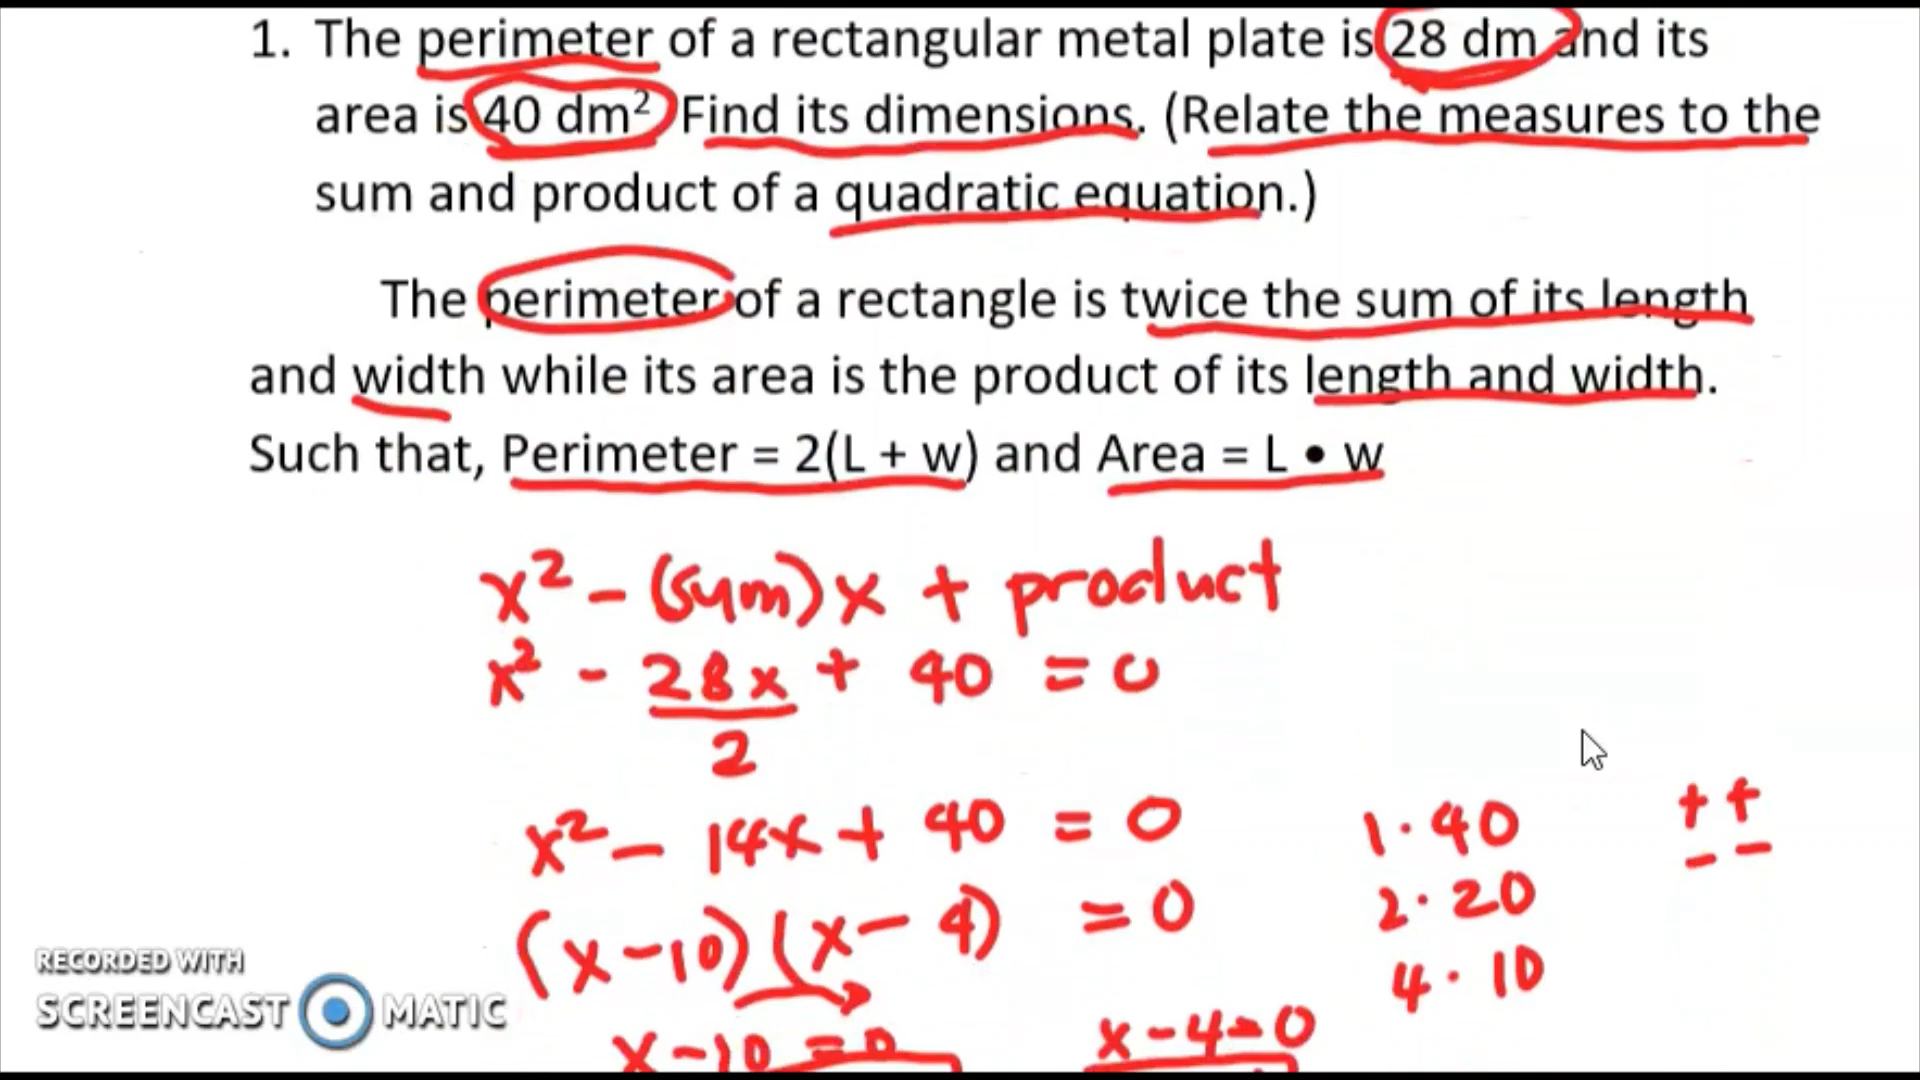 1. The perimeter of a rectangular metal plate is 28 dm and its
area is 40 dm² Find its dimensions. (Relate the measures to the
sum and product of a quadratic equation.)
The perimeter of a rectangle is twice the sum of its length
and width while its area is the product of its length and width.
Such that, Perimeter = 2(L + w) and Area = L • w
x² - (sum)x + product
x² - 28x + 40 = 0
2
x² - 14x + 40 = 0
(x-10)(x-4) = 0
x-10 = 0
x-4=0
1·40
2·20
4·10
+ +
- -
RECORDED WITH
SCREENCAST MATIC